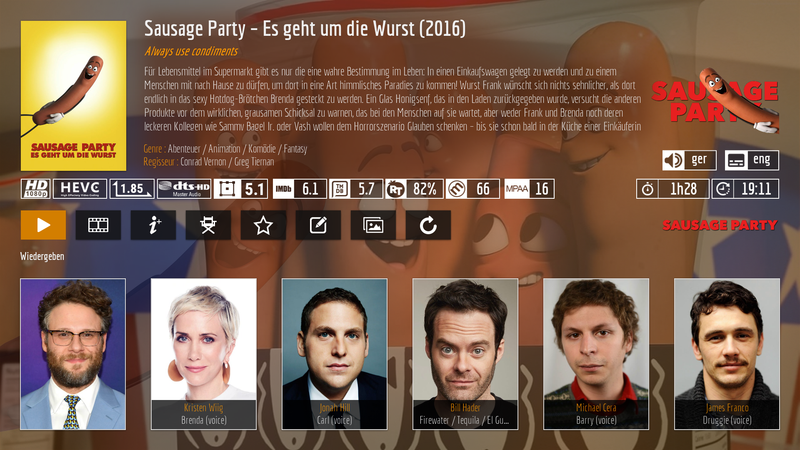 Sausage Party – Es geht um die Wurst (2016)
Always use condiments
Für Lebensmittel im Supermarkt gibt es nur die eine wahre Bestimmung im Leben: In einen Einkaufswagen gelegt zu werden und zu einem
Menschen mit nach Hause zu dürfen, um dort in eine Art himmlisches Paradies zu kommen! Wurst Frank wünscht sich nichts sehnlicher, als dort
endlich in das sexy Hotdog-Brötchen Brenda gesteckt zu werden. Ein Glas Honigsenf, das in den Laden zurückgegeben wurde, versucht die anderen
Produkte vor dem wirklichen, grausamen Schicksal zu warnen, das bei den Menschen auf sie wartet, aber weder Frank und Brenda noch deren
leckeren Kollegen wie Sammy Bagel Jr. oder Vash wollen dem Horrorszenario Glauben schenken – bis sie schon bald in der Küche einer Einkäuferin
SAUSAGE
PARTY
SAUSAGE PARTY
ES GEHT UM DIE WURST
Genre : Abenteuer / Animation / Komödie / Fantasy
Regisseur : Conrad Vernon / Greg Tiernan
ger
eng
HD 1080p
HEVC
1.85
dts-HD
Master Audio
5.1
IMDb 6.1
5.7
RT 82%
66
MPAA 16
1h28
19:11
SAUSAGE PARTY
Wiedergeben
Kristen Wiig
Brenda (voice)
Jonah Hill
Carl (voice)
Bill Hader
Firewater / Tequila / El Gu...
Michael Cera
Barry (voice)
James Franco
Druggie (voice)